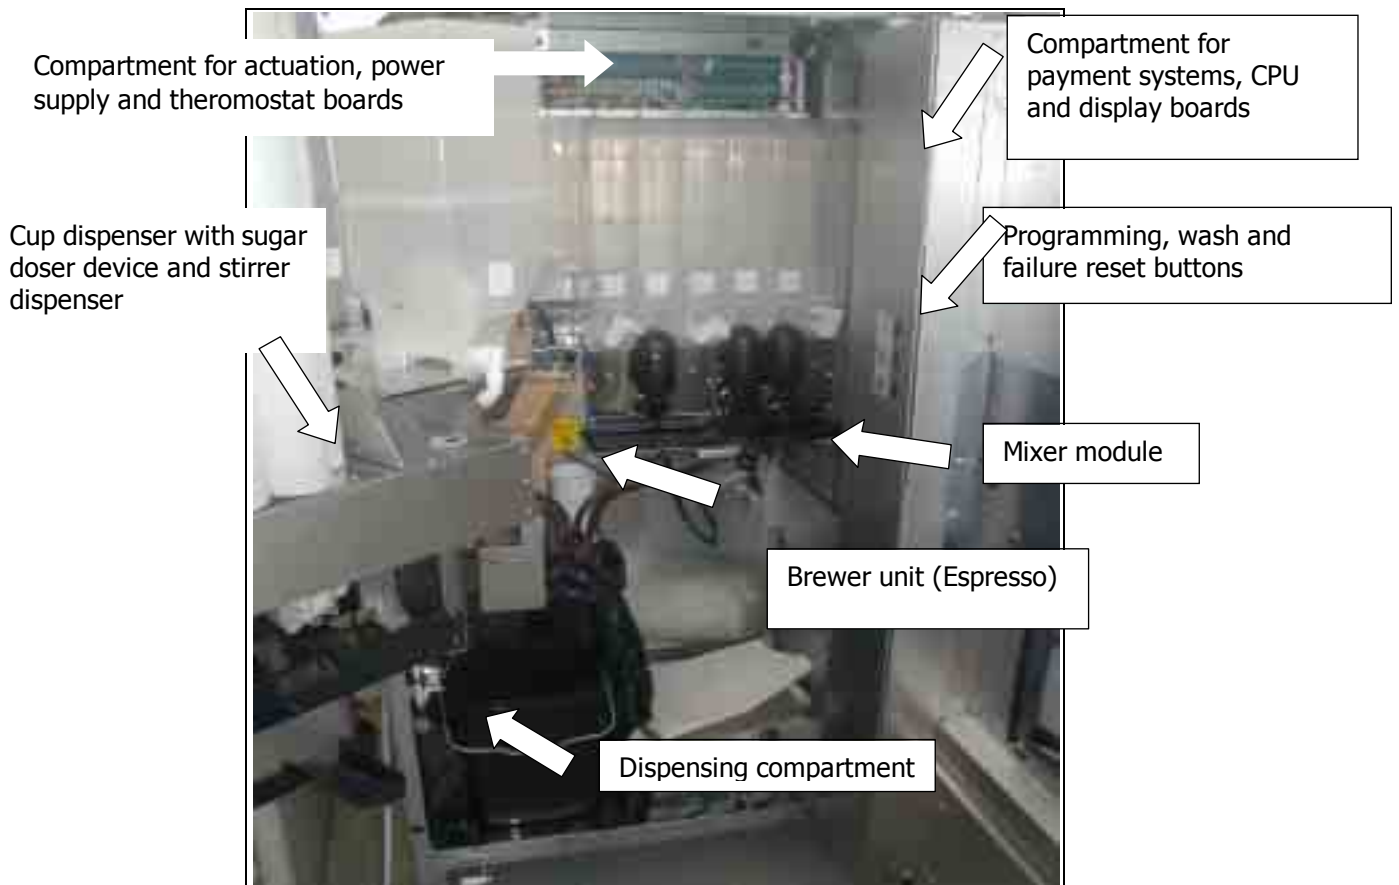 Compartment for actuation, power
supply and theromostat boards
Compartment for
payment systems, CPU
and display boards
Cup dispenser with sugar
doser device and stirrer
dispenser
Programming, wash and
failure reset buttons
Mixer module
Brewer unit (Espresso)
Dispensing compartment